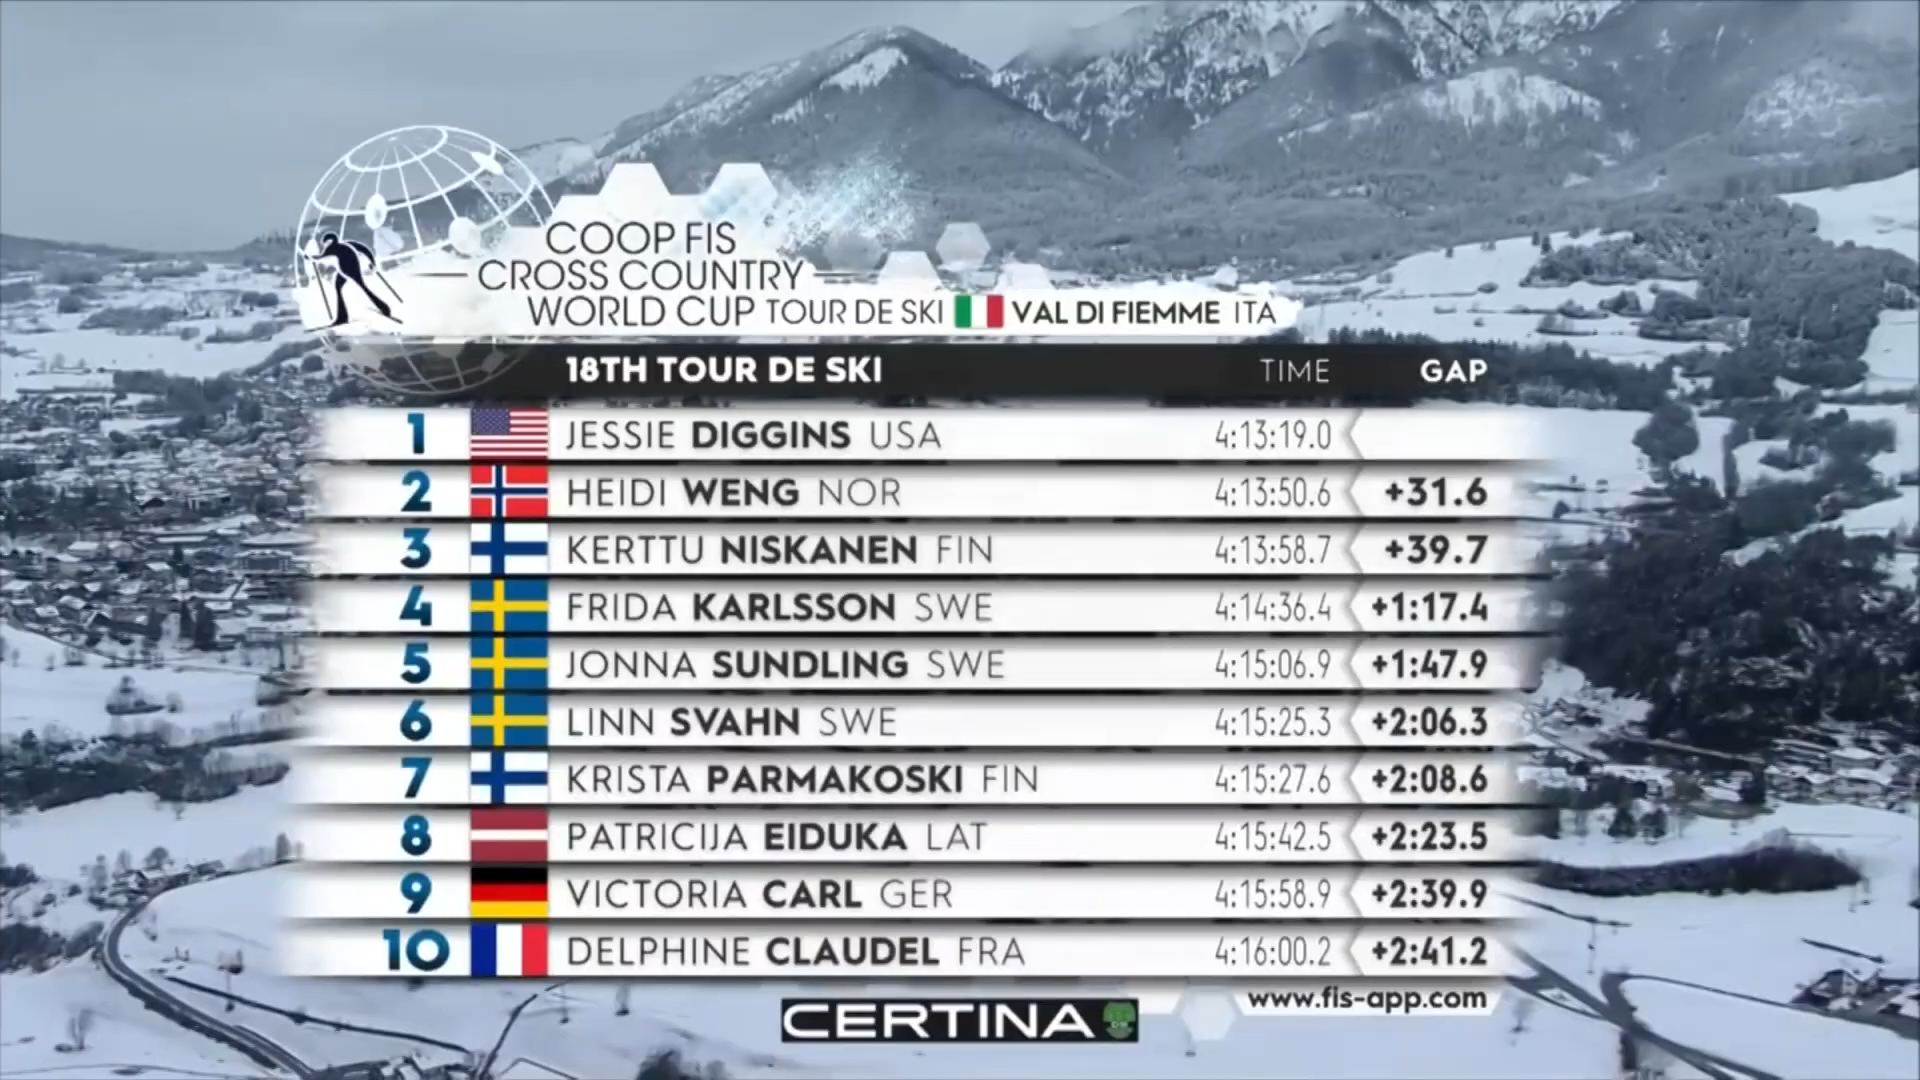 COOP FIS
CROSS COUNTRY
WORLD CUP TOUR DE SKI VAL DI FIEMME ITA
18TH TOUR DE SKI TIME GAP
1 JESSIE DIGGINS USA 4:13:19.0
2 HEIDI WENG NOR 4:13:50.6 +31.6
3 KERTTU NISKANEN FIN 4:13:58.7 +39.7
4 FRIDA KARLSSON SWE 4:14:36.4 +1:17.4
5 JONNA SUNDLING SWE 4:15:06.9 +1:47.9
6 LINN SVAHN SWE 4:15:25.3 +2:06.3
7 KRISTA PARMAKOSKI FIN 4:15:27.6 +2:08.6
8 PATRICIJA EIDUKA LAT 4:15:42.5 +2:23.5
9 VICTORIA CARL GER 4:15:58.9 +2:39.9
10 DELPHINE CLAUDEL FRA 4:16:00.2 +2:41.2
www.fis-app.com
CERTINA